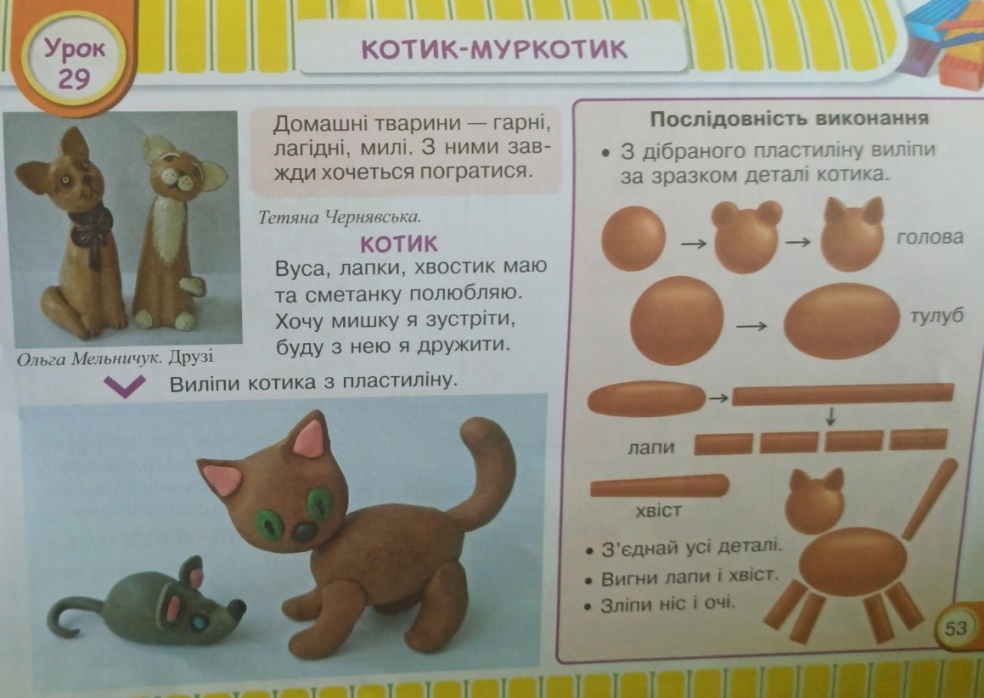 Урок
29
КОТИК-МУРКОТИК
Домашні тварини — гарні,
лагідні, милі. З ними зав-
жди хочеться погратися.
Тетяна Чернявська.
КОТИК
Вуса, лапки, хвостик маю
та сметанку полюбляю.
Хочу мишку я зустріти,
буду з нею я дружити.
Ольга Мельничук. Друзі
Виліпи котика з пластиліну.
Послідовність виконання
• З дібраного пластиліну виліпи
за зразком деталі котика.
голова
тулуб
лапи
хвіст
• З’єднай усі деталі.
• Вигни лапи і хвіст.
• Зліпи ніс і очі.
53